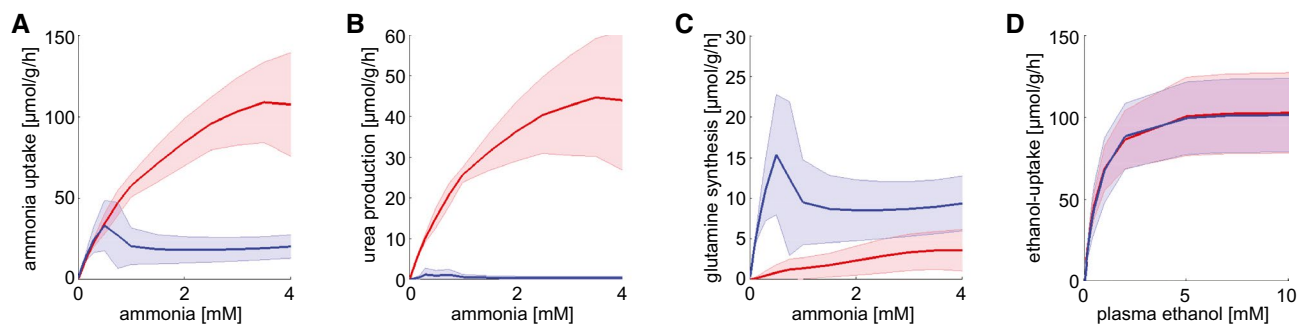 A
ammonia uptake [µmol/g/h]
150
100
50
0
0
2
4
ammonia [mM]
B
urea production [µmol/g/h]
60
50
40
30
20
10
0
0
2
4
ammonia [mM]
C
glutamine synthesis [µmol/g/h]
30
25
20
15
10
5
0
0
2
4
ammonia [mM]
D
ethanol-uptake [µmol/g/h]
150
100
50
0
0
5
10
plasma ethanol [mM]